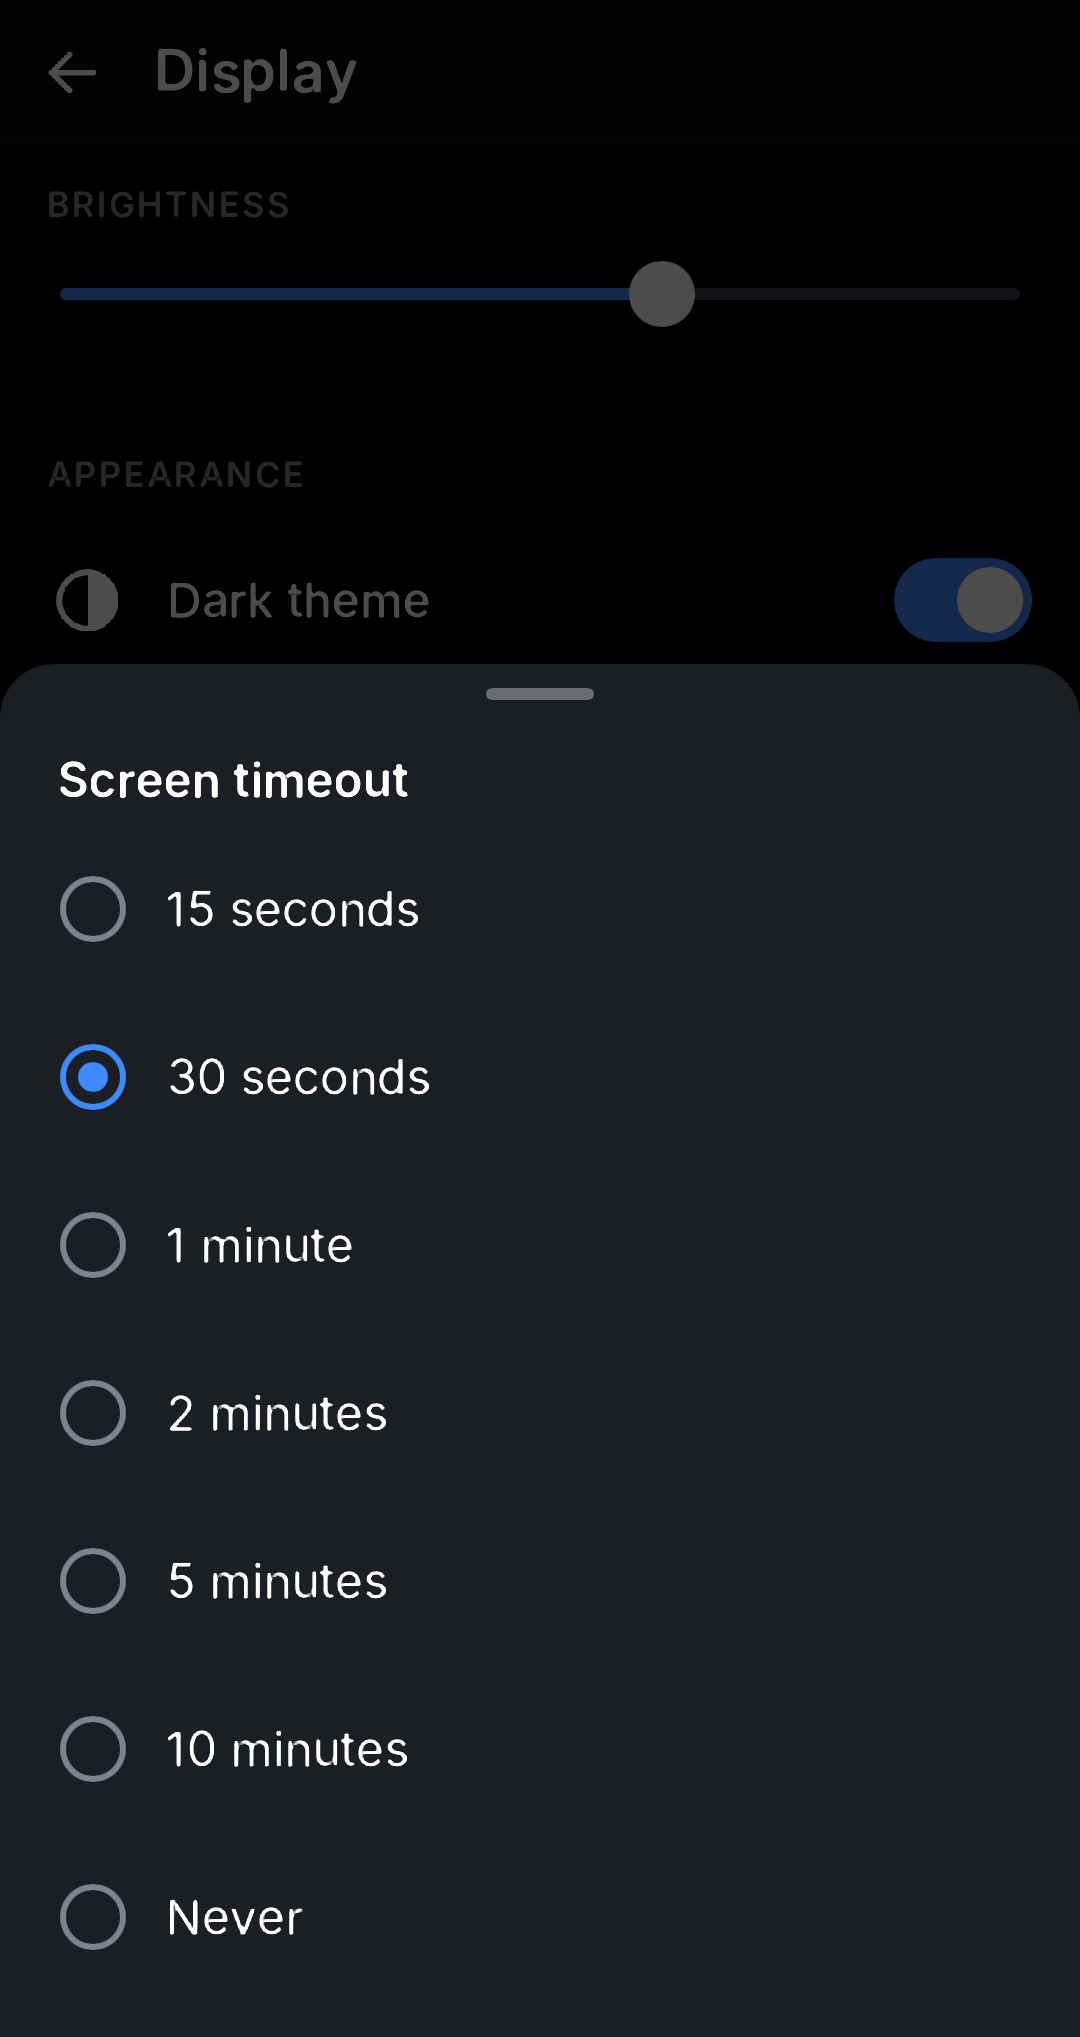 Display
BRIGHTNESS
APPEARANCE
Dark theme
Screen timeout
15 seconds
30 seconds
1 minute
2 minutes
5 minutes
10 minutes
Never